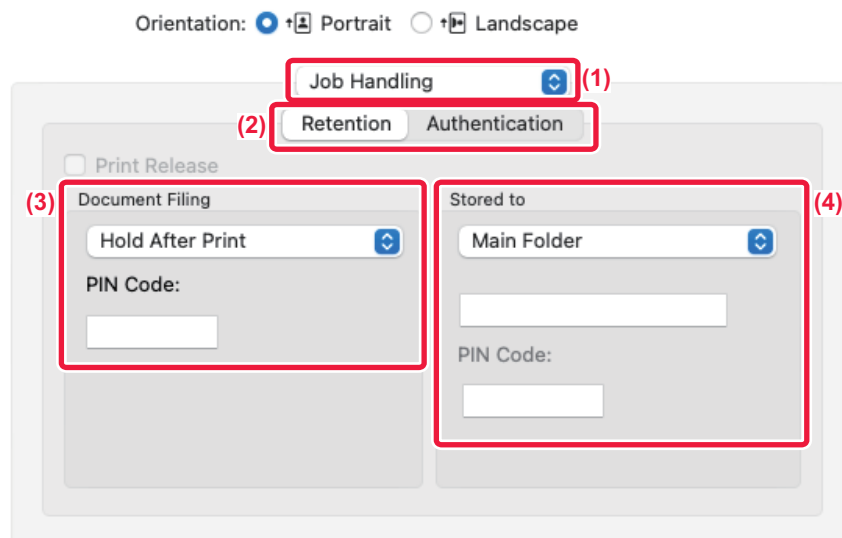 Orientation: Portrait Landscape
Job Handling (1)
(2) Retention Authentication
Print Release
(3) Document Filing
Hold After Print
PIN Code:
Stored to (4)
Main Folder
PIN Code: